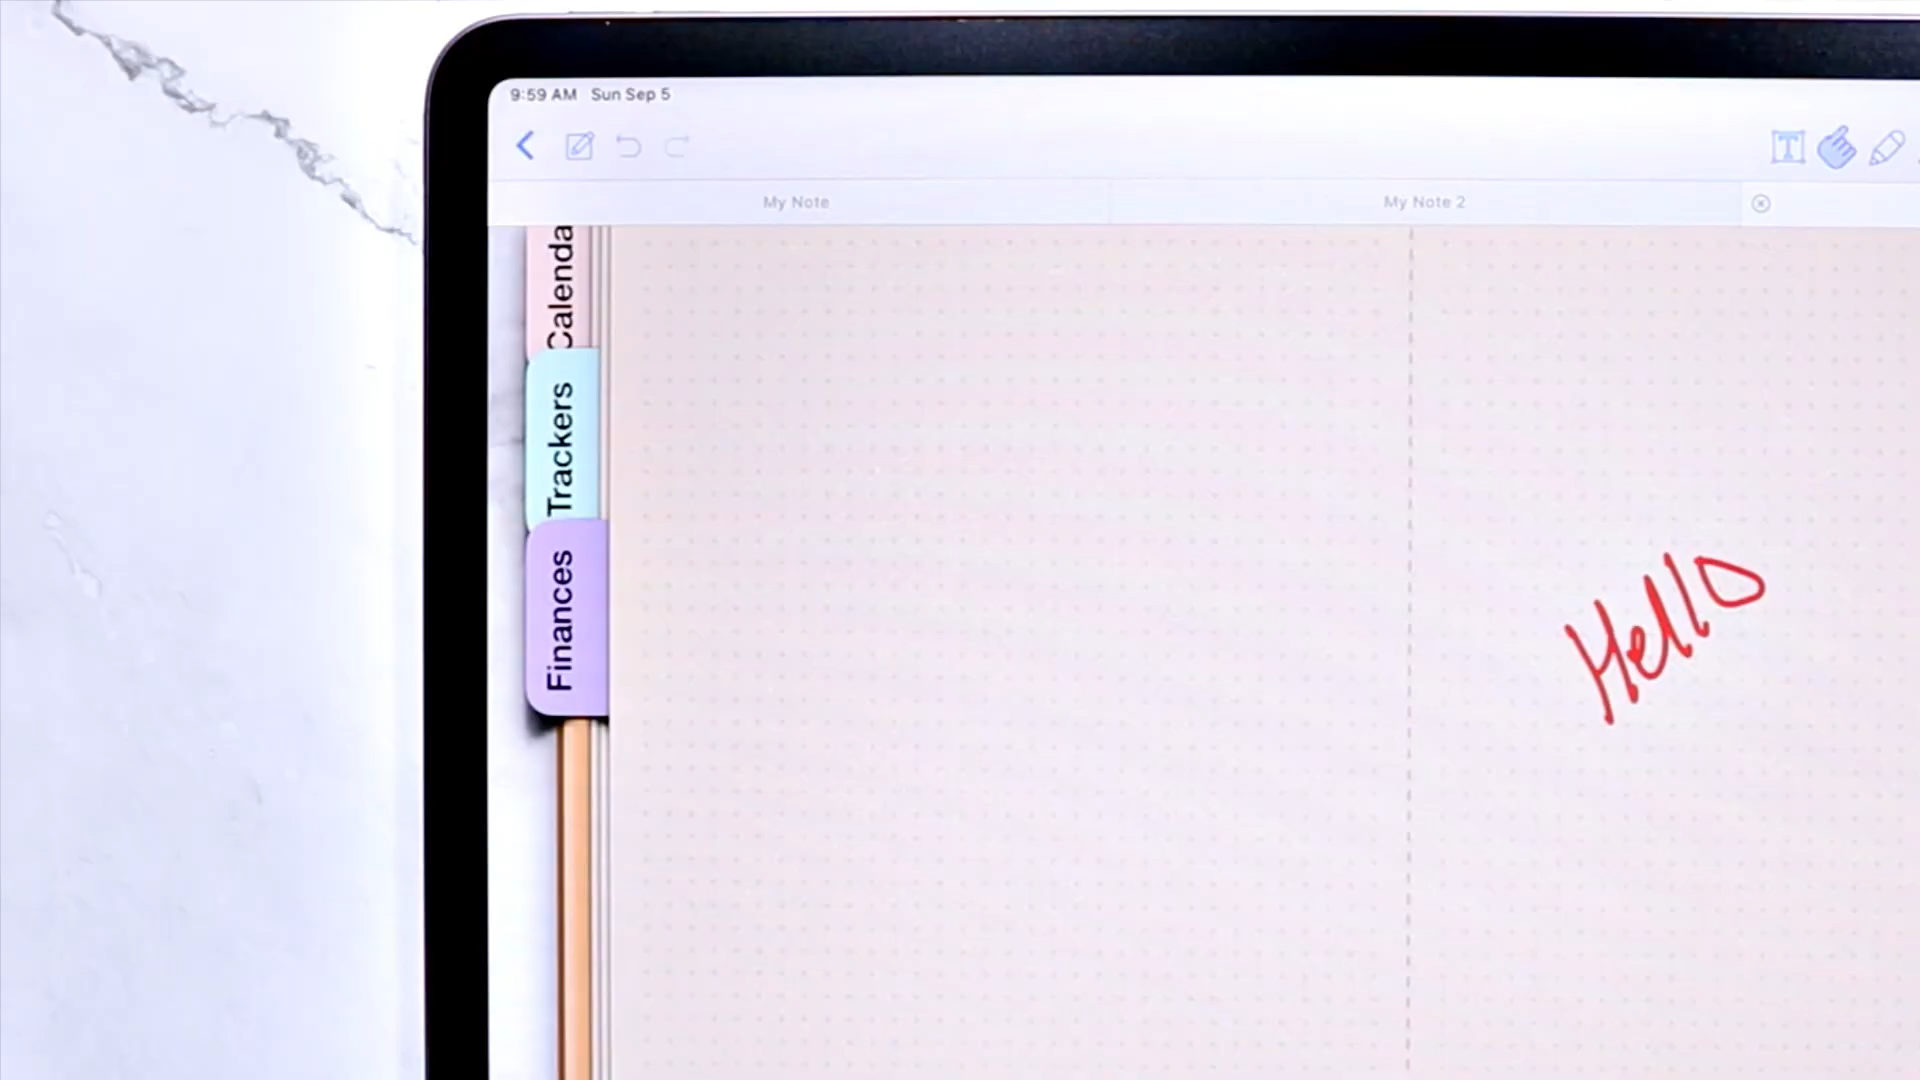 9:59 AM Sun Sep 5
T
My Note
My Note 2
Calenda
Trackers
Finances
Hello